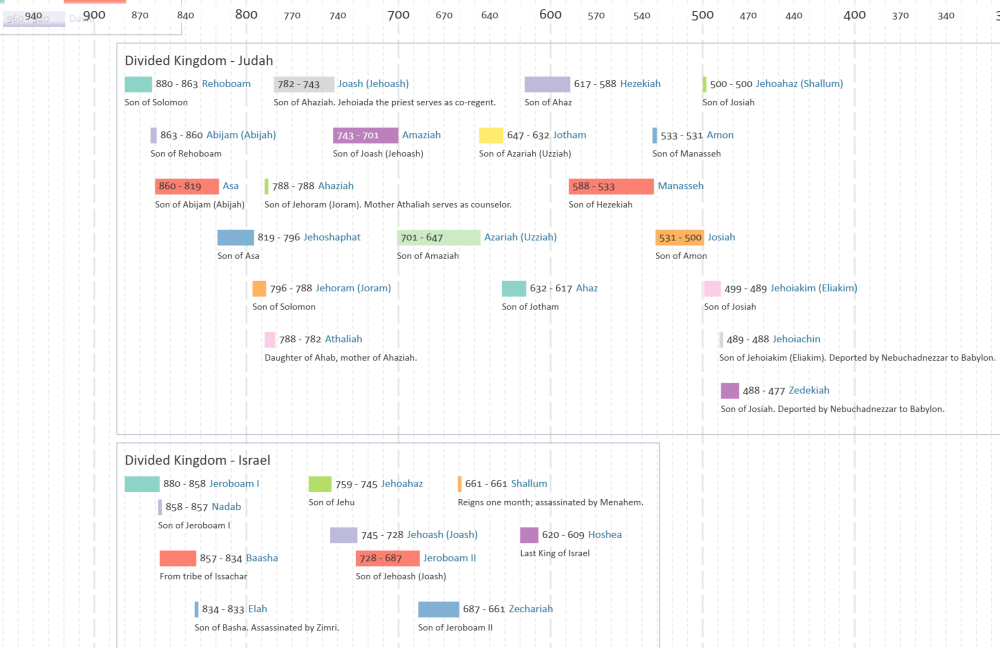 940 900 870 840 800 770 740 700 670 640 600 570 540 500 470 440 400 370 340 3
960 - 920 Da
Divided Kingdom - Judah
880 - 863 Rehoboam 782 - 743 Joash (Jehoash) 617 - 588 Hezekiah 500 - 500 Jehoahaz (Shallum)
Son of Solomon Son of Ahaziah. Jehoiada the priest serves as co-regent. Son of Ahaz Son of Josiah
863 - 860 Abijam (Abijah) 743 - 701 Amaziah 647 - 632 Jotham 533 - 531 Amon
Son of Rehoboam Son of Joash (Jehoash) Son of Azariah (Uzziah) Son of Manasseh
860 - 819 Asa 788 - 788 Ahaziah 588 - 533 Manasseh
Son of Abijam (Abijah) Son of Jehoram (Joram). Mother Athaliah serves as counselor. Son of Hezekiah
819 - 796 Jehoshaphat 701 - 647 Azariah (Uzziah) 531 - 500 Josiah
Son of Asa Son of Amaziah Son of Amon
796 - 788 Jehoram (Joram) 632 - 617 Ahaz 499 - 489 Jehoiakim (Eliakim)
Son of Solomon Son of Jotham Son of Josiah
788 - 782 Athaliah 489 - 488 Jehoiachin
Daughter of Ahab, mother of Ahaziah. Son of Jehoiakim (Eliakim). Deported by Nebuchadnezzar to Babylon.
488 - 477 Zedekiah
Son of Josiah. Deported by Nebuchadnezzar to Babylon.
Divided Kingdom - Israel
880 - 858 Jeroboam I 759 - 745 Jehoahaz 661 - 661 Shallum
Son of Jehu Reigns one month; assassinated by Menahem.
858 - 857 Nadab
Son of Jeroboam I
745 - 728 Jehoash (Joash) 620 - 609 Hoshea
Last King of Israel
857 - 834 Baasha 728 - 687 Jeroboam II
From tribe of Issachar Son of Jehoash (Joash)
834 - 833 Elah 687 - 661 Zechariah
Son of Basha. Assassinated by Zimri. Son of Jeroboam II